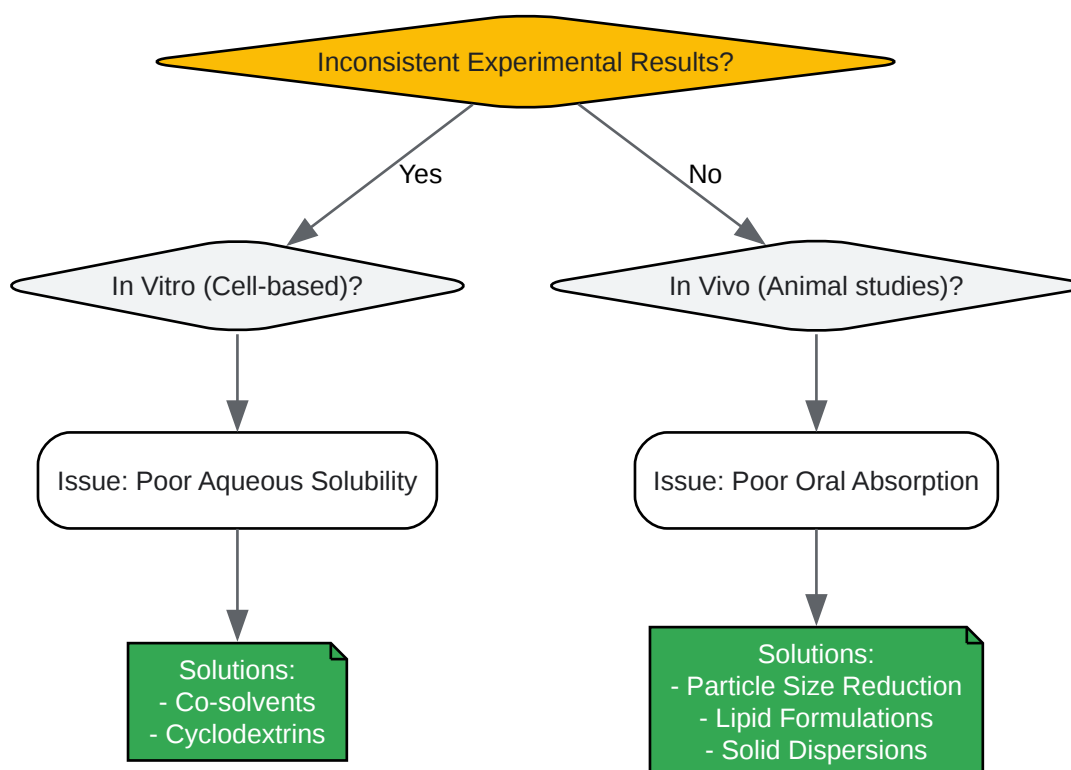 Inconsistent Experimental Results?
Yes
No
In Vitro (Cell-based)?
In Vivo (Animal studies)?
Issue: Poor Aqueous Solubility
Issue: Poor Oral Absorption
Solutions:
- Co-solvents
- Cyclodextrins
Solutions:
- Particle Size Reduction
- Lipid Formulations
- Solid Dispersions